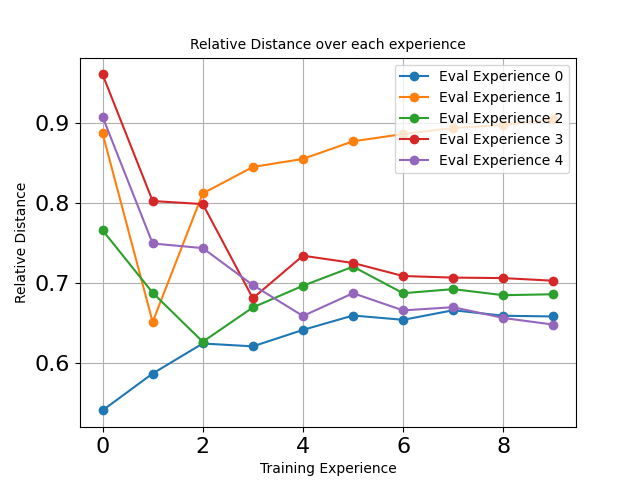 Relative Distance over each experience
Eval Experience 0
Eval Experience 1
Eval Experience 2
Eval Experience 3
Eval Experience 4
0.9
0.8
0.7
0.6
Relative Distance
0 2 4 6 8
Training Experience